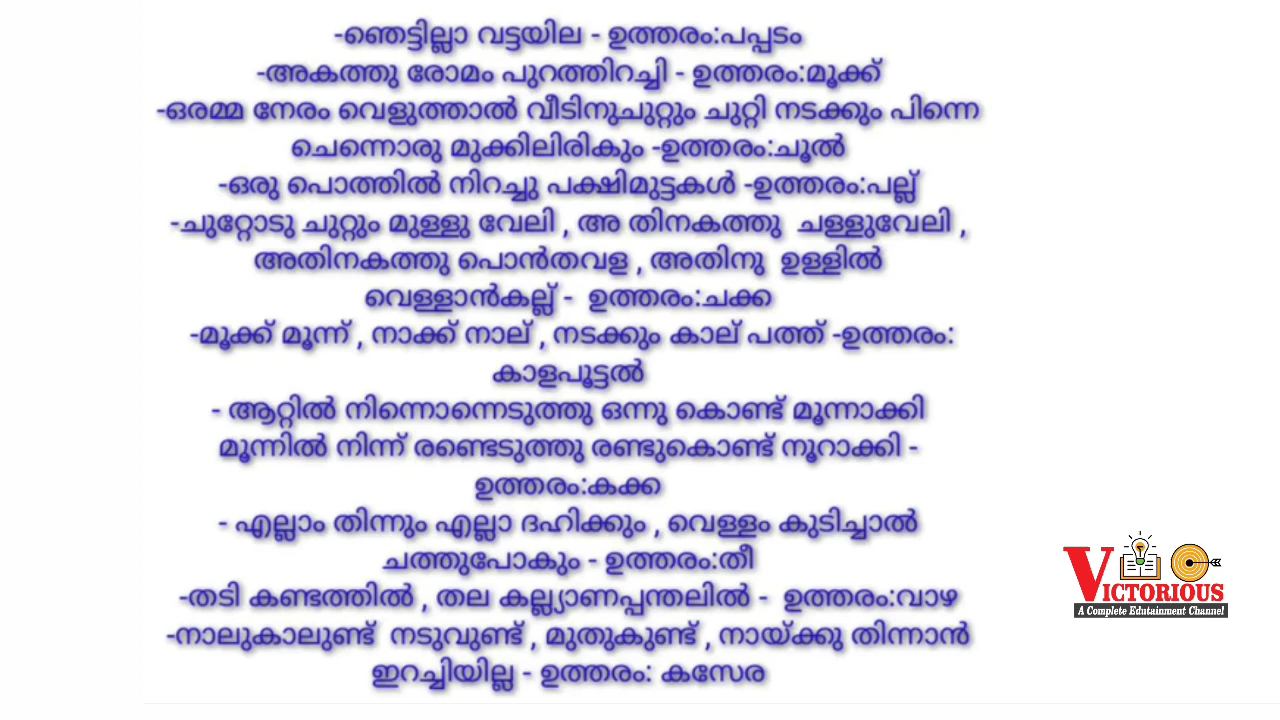 -ഞെട്ടില്ലാ വട്ടയില - ഉത്തരം:പപ്പടം
-അകത്തു രോമം പുറത്തിറച്ചി - ഉത്തരം:മൂക്ക്
-ഒരമ്മ നേരം വെളുത്താൽ വീടിനുചുറ്റും ചുറ്റി നടക്കും പിന്നെ
ചെന്നൊരു മുക്കിലിരികും -ഉത്തരം:ചൂൽ
-ഒരു പൊത്തിൽ നിറച്ചു പക്ഷിമുട്ടകൾ -ഉത്തരം:പല്ല്
-ചുറ്റോടു ചുറ്റും മുള്ളു വേലി , അ തിനകത്തു ചള്ളുവേലി ,
അതിനകത്തു പൊൻതവള , അതിനു ഉള്ളിൽ
വെള്ളാൻകല്ല് - ഉത്തരം:ചക്ക
-മൂക്ക് മൂന്ന് , നാക്ക് നാല് , നടക്കും കാല് പത്ത് -ഉത്തരം:
കാളപൂട്ടൽ
- ആറ്റിൽ നിന്നൊന്നെടുത്തു ഒന്നു കൊണ്ട് മൂന്നാക്കി
മൂന്നിൽ നിന്ന് രണ്ടെടുത്തു രണ്ടുകൊണ്ട് നൂറാക്കി -
ഉത്തരം:കക്ക
- എല്ലാം തിന്നും എല്ലാ ദഹിക്കും , വെള്ളം കുടിച്ചാൽ
ചത്തുപോകും - ഉത്തരം:തീ
-തടി കണ്ടത്തിൽ , തല കല്ല്യാണപ്പന്തലിൽ - ഉത്തരം:വാഴ
-നാലുകാലുണ്ട് നടുവുണ്ട് , മുതുകുണ്ട് , നായ്ക്കു തിന്നാൻ
ഇറച്ചിയില്ല - ഉത്തരം: കസേര
VICTORIOUS
A Complete Edutainment Channel